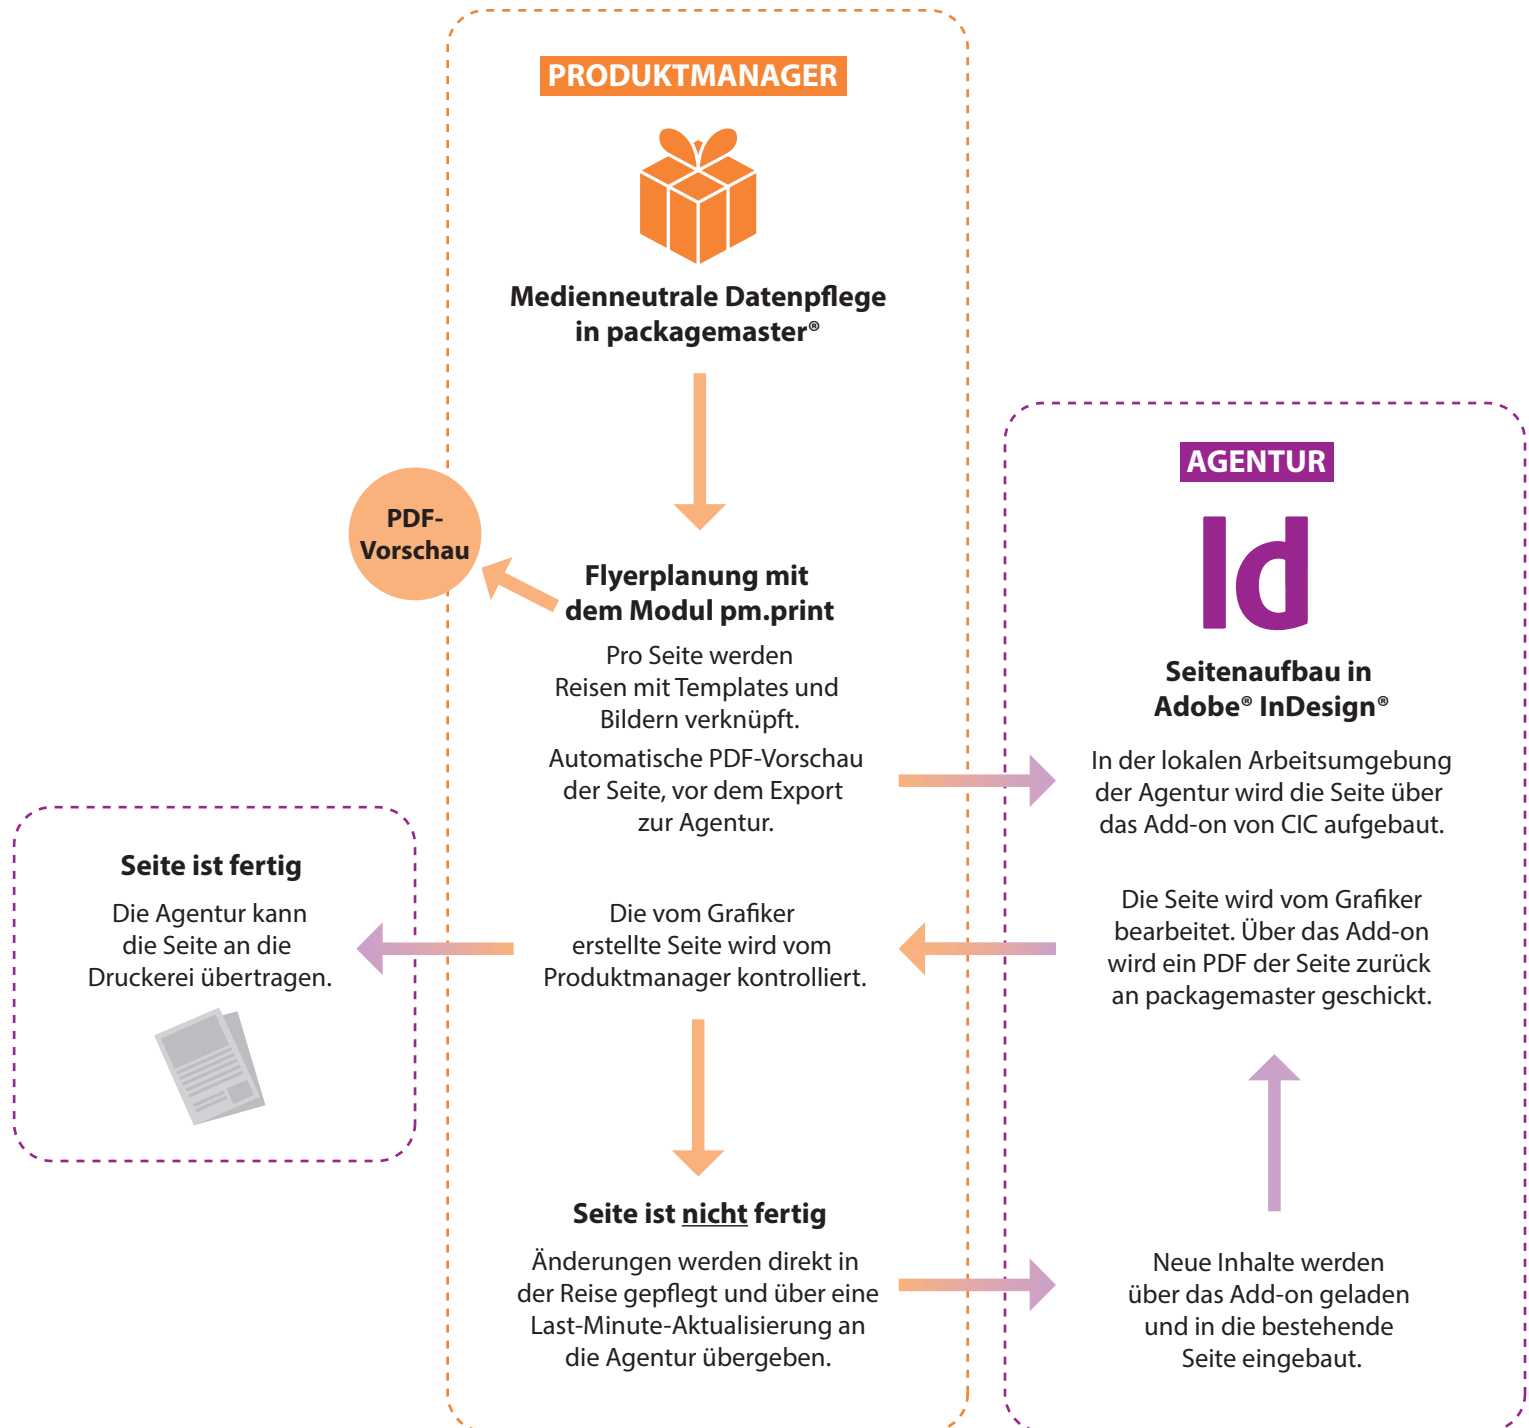 PRODUKTMANAGER
Medienneutrale Datenpflege
in packagemaster®
PDF-
Vorschau
Flyerplanung mit
dem Modul pm.print
Pro Seite werden
Reisen mit Templates und
Bildern verknüpft.
Automatische PDF-Vorschau
der Seite, vor dem Export
zur Agentur.
AGENTUR
Id
Seitenaufbau in
Adobe® InDesign®
In der lokalen Arbeitsumgebung
der Agentur wird die Seite über
das Add-on von CIC aufgebaut.
Die Seite wird vom Grafiker
bearbeitet. Über das Add-on
wird ein PDF der Seite zurück
an packagemaster geschickt.
Die vom Grafiker
erstellte Seite wird vom
Produktmanager kontrolliert.
Seite ist fertig
Die Agentur kann
die Seite an die
Druckerei übertragen.
Seite ist nicht fertig
Änderungen werden direkt in
der Reise gepflegt und über eine
Last-Minute-Aktualisierung an
die Agentur übergeben.
Neue Inhalte werden
über das Add-on geladen
und in die bestehende
Seite eingebaut.